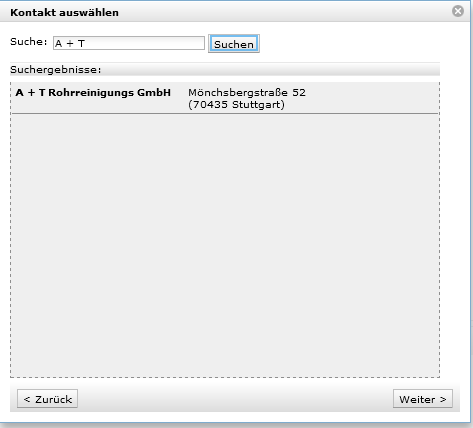 Kontakt auswählen
Suche: A + T Suchen
Suchergebnisse:
A + T Rohrreinigungs GmbH Mönchsbergstraße 52
(70435 Stuttgart)
< Zurück Weiter >